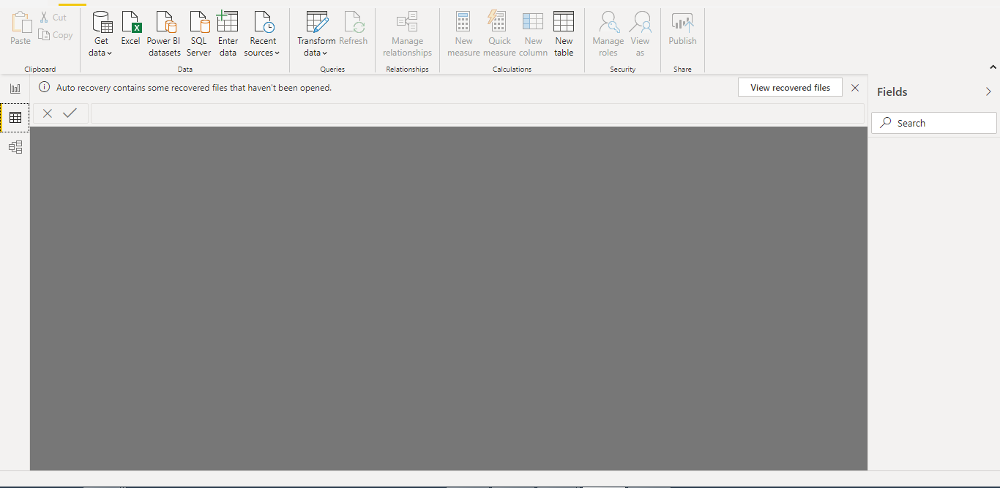 Paste
Cut
Copy
Clipboard
Get
data
Excel
Power BI
datasets
SQL
Server
Enter
data
Recent
sources
Data
Transform
data
Refresh
Queries
Manage
relationships
Relationships
New
measure
Quick
measure
New
column
New
table
Calculations
Manage
roles
View
as
Security
Publish
Share
Auto recovery contains some recovered files that haven't been opened.
View recovered files
Fields
Search